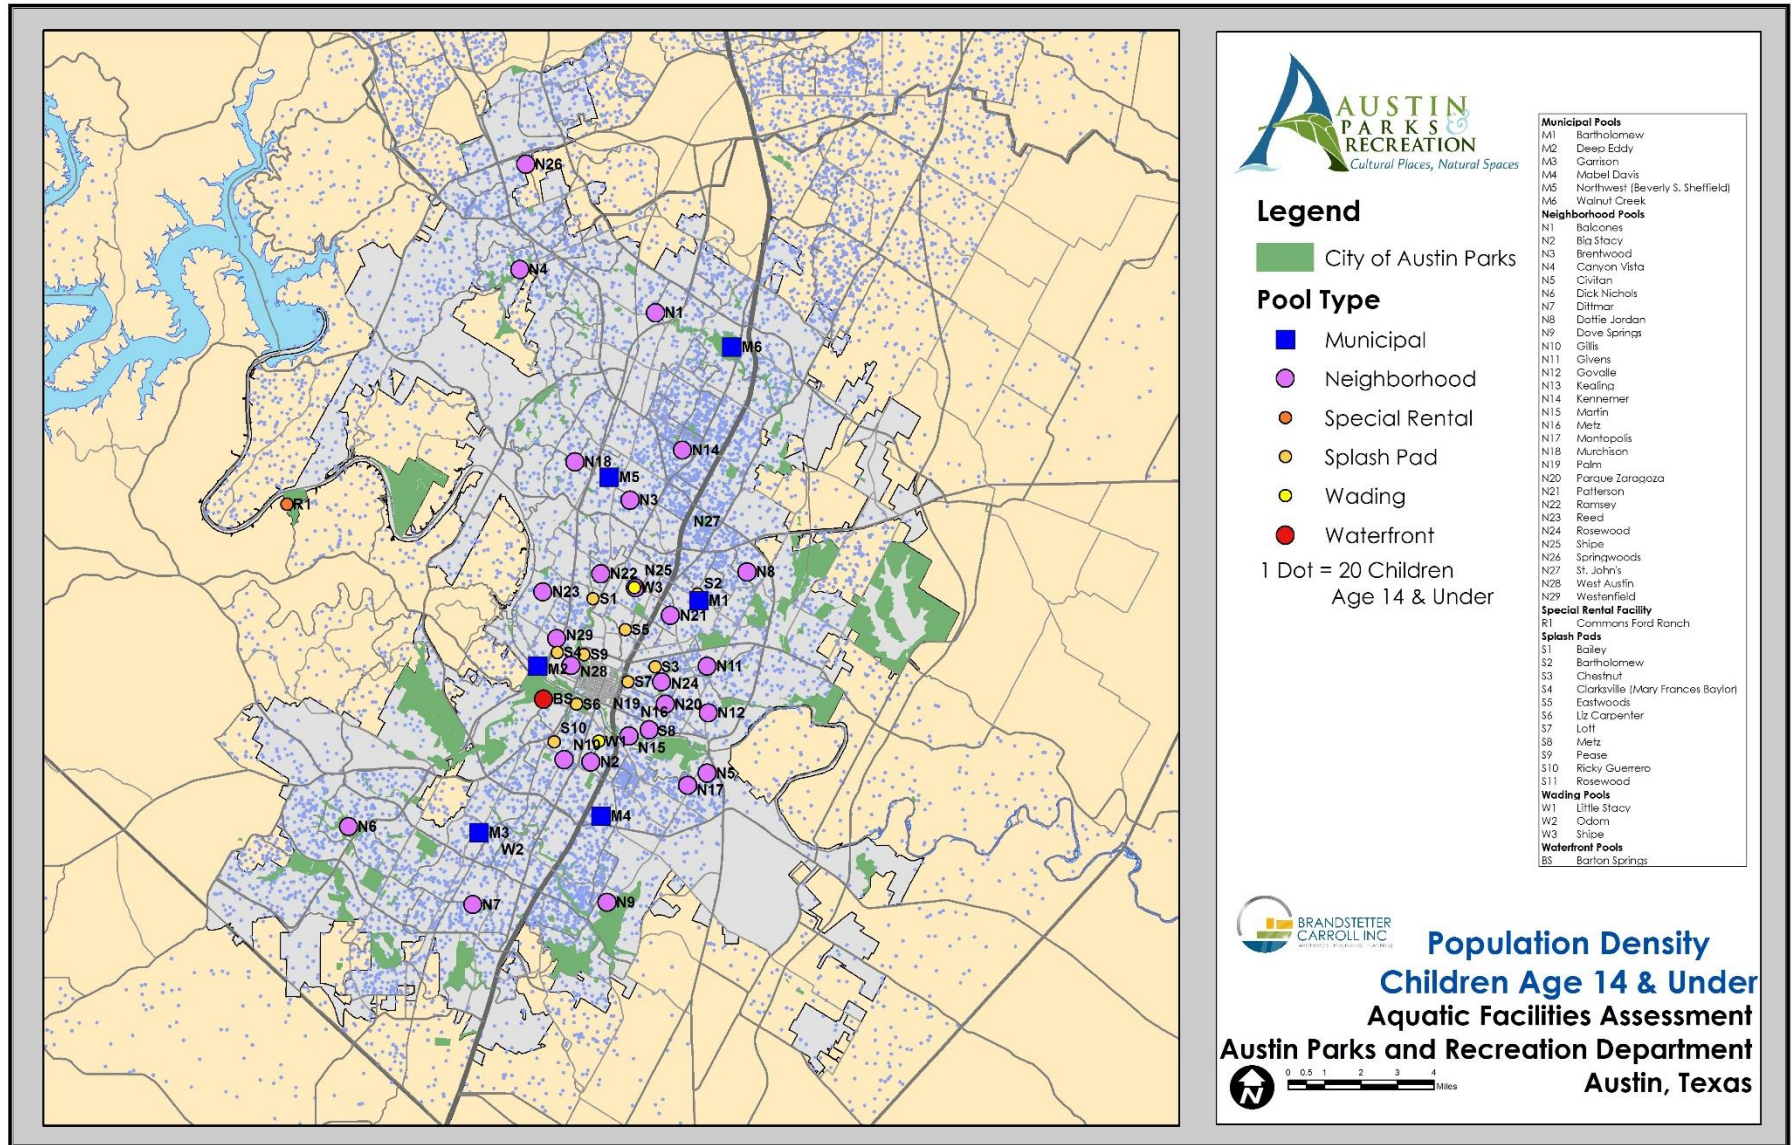 N26
N4
N1
M6
N14
N18
M5
N3
N27
R1
N22
N25
W3
S2
N8
N23
S1
M1
N21
S5
N29
S4
S9
M2
N28
S3
N11
S7
N24
BS
S6
N19
N20
N16
N12
S10
N10
W1
S8
N15
N2
N5
N17
M4
N6
M3
W2
N7
N9
AUSTIN
PARKS &
RECREATION
Cultural Places, Natural Spaces
Legend
City of Austin Parks
Pool Type
Municipal
Neighborhood
Special Rental
Splash Pad
Wading
Waterfront
1 Dot = 20 Children
Age 14 & Under
Municipal Pools
M1 Bartholomew
M2 Deep Eddy
M3 Garrison
M4 Mabel Davis
M5 Northwest (Beverly S. Sheffield)
M6 Walnut Creek
Neighborhood Pools
N1 Balcones
N2 Big Stacy
N3 Brentwood
N4 Canyon Vista
N5 Civitan
N6 Dick Nichols
N7 Dittmar
N8 Dottie Jordan
N9 Dove Springs
N10 Gillis
N11 Givens
N12 Govalle
N13 Kealing
N14 Kennemer
N15 Martin
N16 Metz
N17 Montopolis
N18 Murchison
N19 Palm
N20 Parque Zaragoza
N21 Patterson
N22 Ramsey
N23 Reed
N24 Rosewood
N25 Shipe
N26 Springwoods
N27 St. John's
N28 West Austin
N29 Westenfield
Special Rental Facility
R1 Commons Ford Ranch
Splash Pads
S1 Bailey
S2 Bartholomew
S3 Chestnut
S4 Clarksville (Mary Frances Baylor)
S5 Eastwoods
S6 Liz Carpenter
S7 Lott
S8 Metz
S9 Pease
S10 Ricky Guerrero
S11 Rosewood
Wading Pools
W1 Little Stacy
W2 Odom
W3 Shipe
Waterfront Pools
BS Barton Springs
BRANDSTETTER
CARROLL INC
Population Density
Children Age 14 & Under
Aquatic Facilities Assessment
Austin Parks and Recreation Department
Austin, Texas
N
0 0.5 1 2 3 4
Miles